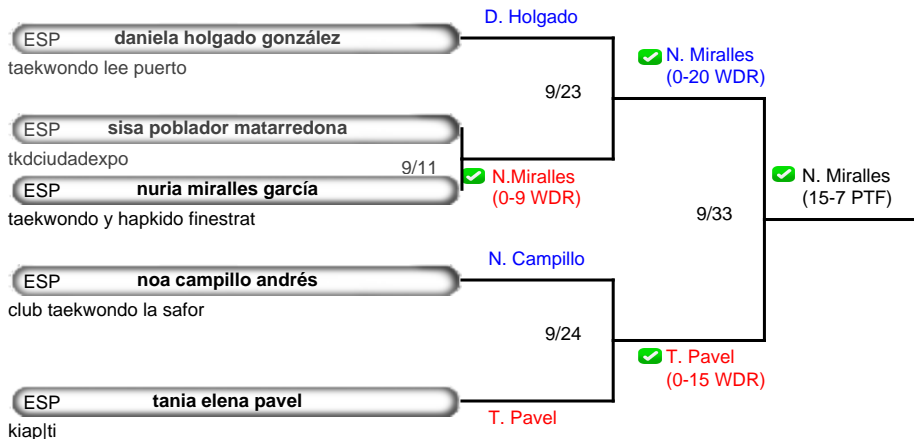 D. Holgado
ESP daniela holgado gonzález
taekwondo lee puerto
N. Miralles
(0-20 WDR)
9/23
ESP sisa poblador matarredona
tkdciudadexpo
9/11
N.Miralles
(0-9 WDR)
ESP nuria miralles garcía
taekwondo y hapkido finestrat
N. Miralles
(15-7 PTF)
9/33
N. Campillo
ESP noa campillo andrés
club taekwondo la safor
9/24
T. Pavel
(0-15 WDR)
ESP tania elena pavel
T. Pavel
kiap|ti